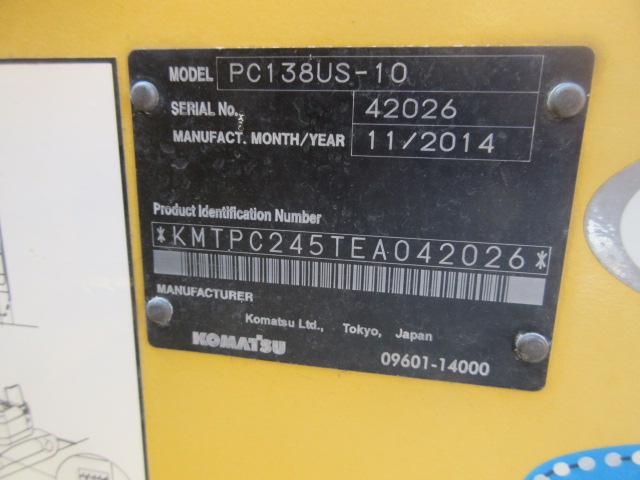 MODEL PC138US-10
SERIAL No. 42026
MANUFACT. MONTH/YEAR 11/2014
Product Identification Number
*KMTPC245TEA042026*
MANUFACTURER
Komatsu Ltd., Tokyo, Japan
KOMATSU
09601-14000